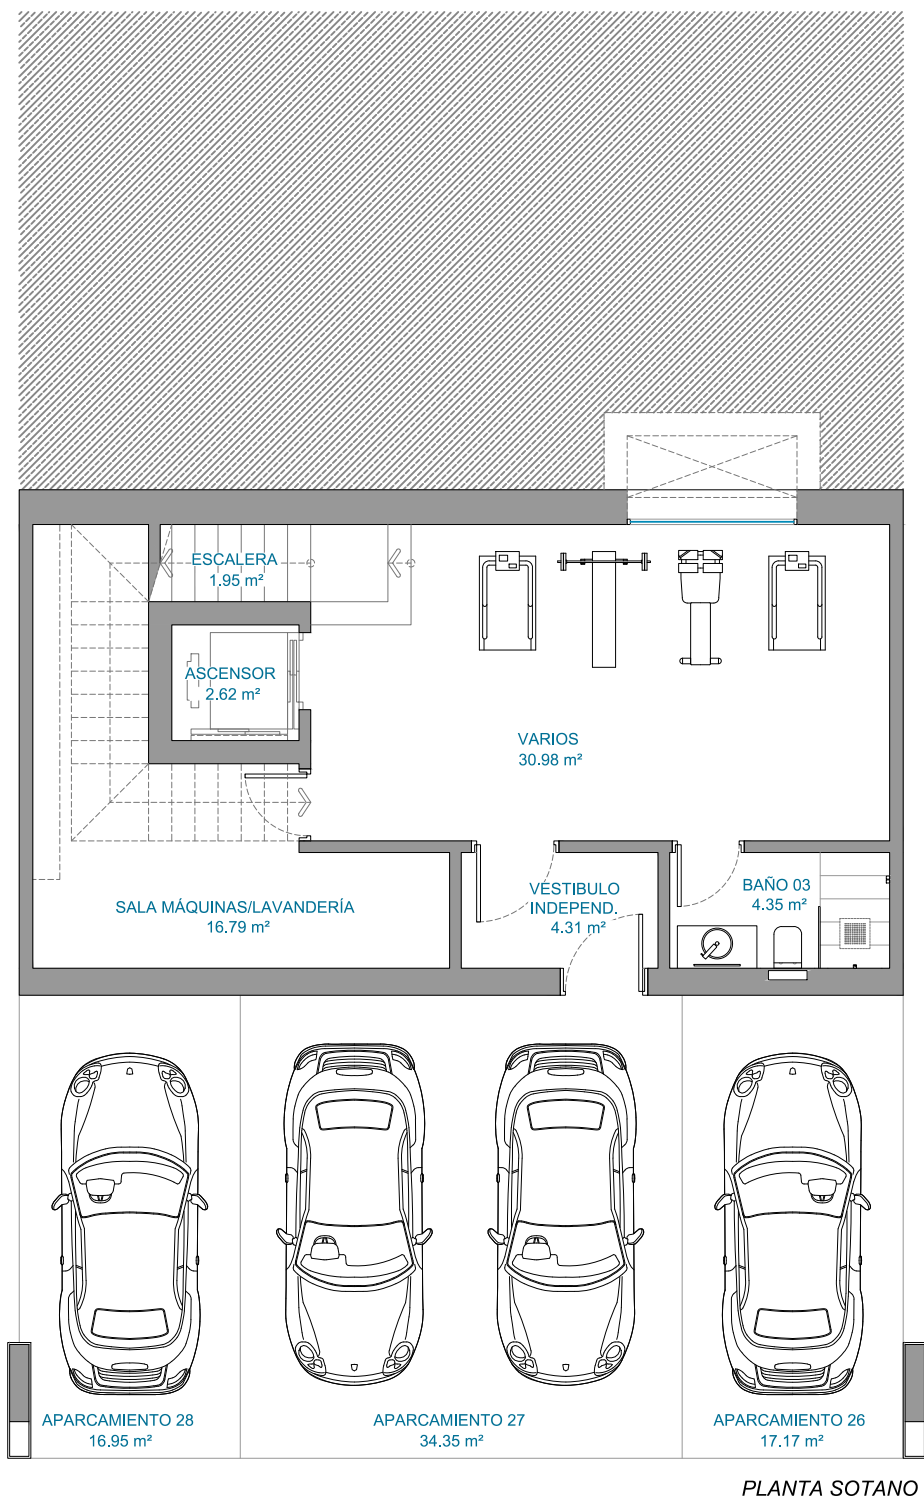 ESCALERA
1.95 m²
ASCENSOR
2.62 m²
VARIOS
30.98 m²
SALA MÁQUINAS/LAVANDERÍA
16.79 m²
VESTIBULO
INDEPEND.
4.31 m²
BAÑO 03
4.35 m²
APARCAMIENTO 28
16.95 m²
APARCAMIENTO 27
34.35 m²
APARCAMIENTO 26
17.17 m²
PLANTA SOTANO